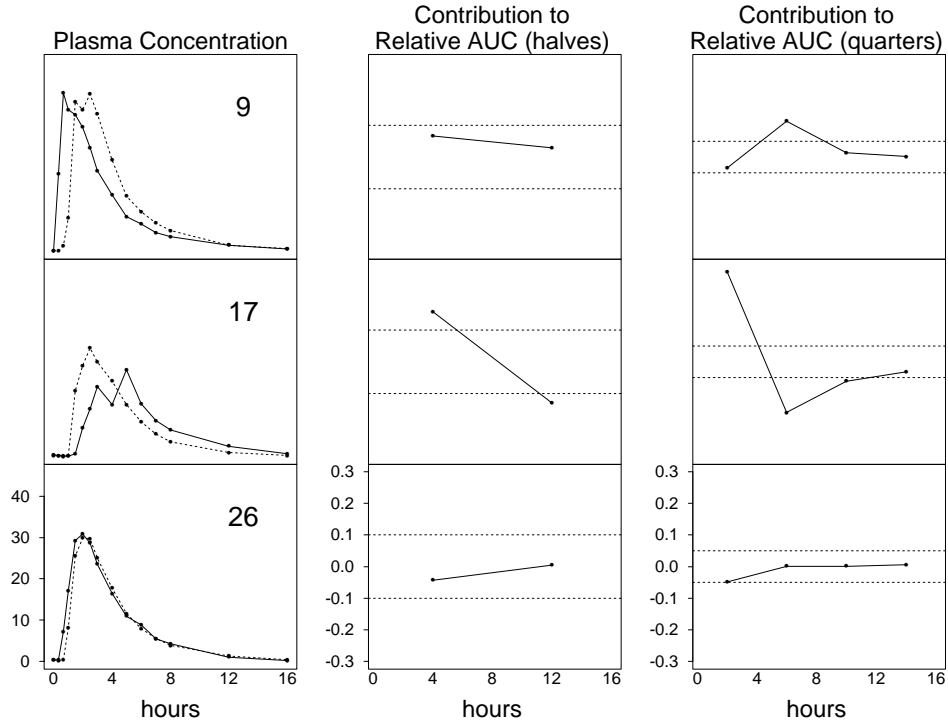 Plasma Concentration
Contribution to
Relative AUC (halves)
Contribution to
Relative AUC (quarters)
9
17
26
40
30
20
10
0
0.3
0.2
0.1
0.0
-0.1
-0.2
-0.3
0.3
0.2
0.1
0.0
-0.1
-0.2
-0.3
0 4 8 12 16
0 4 8 12 16
0 4 8 12 16
hours
hours
hours